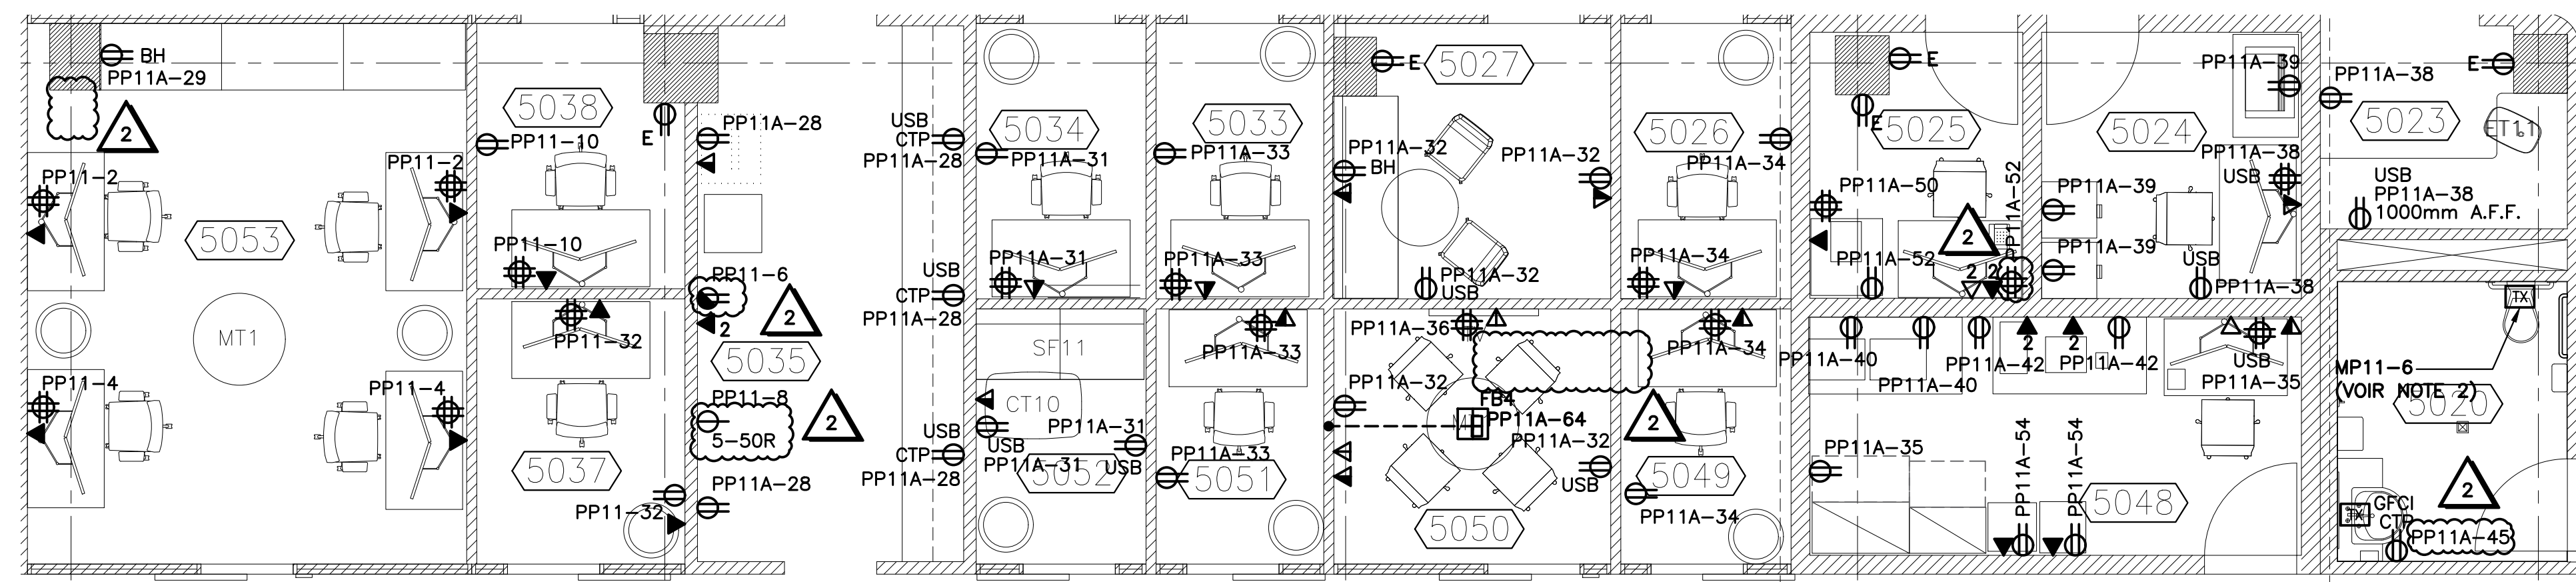 BH
PP11A-29
2
PP11-2
PP11-2
5053
MT1
PP11-4
PP11-4
5038
E
PP11-10
PP11-10
PP11-32
5037
PP11-32
PP11A-28
PP11-6
2
2
5035
PP11-8
5-50R
2
PP11A-28
USB
CTP
PP11A-28
USB
CTP
PP11A-28
USB
CTP
PP11A-28
5034
PP11A-31
PP11A-31
SF11
CT10
USB
PP11A-31
PP11A-31
USB
5052
5033
PP11A-33
PP11A-33
PP11A-33
PP11A-33
5051
E
5027
PP11A-32
BH
PP11A-32
PP11A-32
USB
PP11A-36
PP11A-32
FB4
PP11A-64
PP11A-32
USB
5050
5026
PP11A-34
PP11A-34
PP11A-34
2
5049
PP11A-34
E
E
5025
PP11A-50
PP11A-52
PP11A-52
2
2
2
PP11A-39
5024
PP11A-38
USB
PP11A-39
PP11A-39
USB
PP11A-38
PP11A-40
PP11A-40
PP11A-42
2
2
PP11A-42
USB
PP11A-35
PP11A-35
PP11A-54
PP11A-54
5048
PP11A-38
E
5023
ET11
USB
PP11A-38
1000mm A.F.F.
TX
MP11-6
(VOIR NOTE 2)
5020
2
GFCI
CTP
PP11A-45